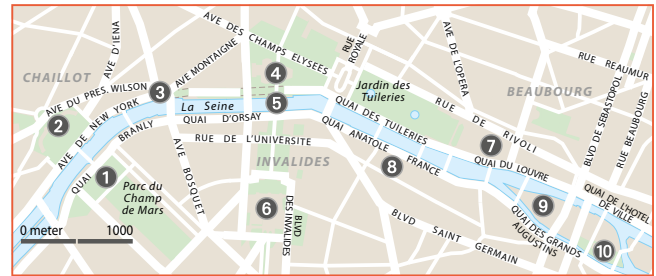 AVE D'IENA
AVE DES CHAMPS ELYSEES
RUE ROYALE
AVE DE L'OPERA
RUE REAUMUR
CHAILLOT
AVE MONTAIGNE
4
Jardin des
Tuileries
AVE DU PRES. WILSON
3
La Seine
5
QUAI DES TUILERIES
RUE DE RIVOLI
BEAUBOURG
BLVD DE SEBASTOPOL
RUE BEAUBOURG
2
AVE DE NEW YORK
QUAI BRANLY
QUAI D'ORSAY
RUE DE L'UNIVERSITE
QUAI ANATOLE FRANCE
7
QUAI DU LOUVRE
INVALIDES
8
1
Parc du
Champ
de Mars
AVE BOSQUET
6
BLVD
DES INVALIDES
BLVD SAINT GERMAIN
9
QUAI DES GRANDS
AUGUSTINS
QUAI DE L'HOTEL
DE VILLE
10
0 meter 1000